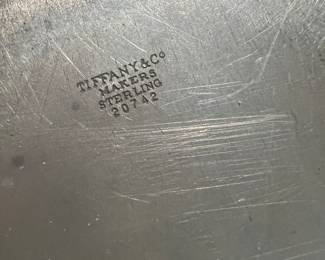 TIFFANY & Co
MAKERS
STERLING
20742